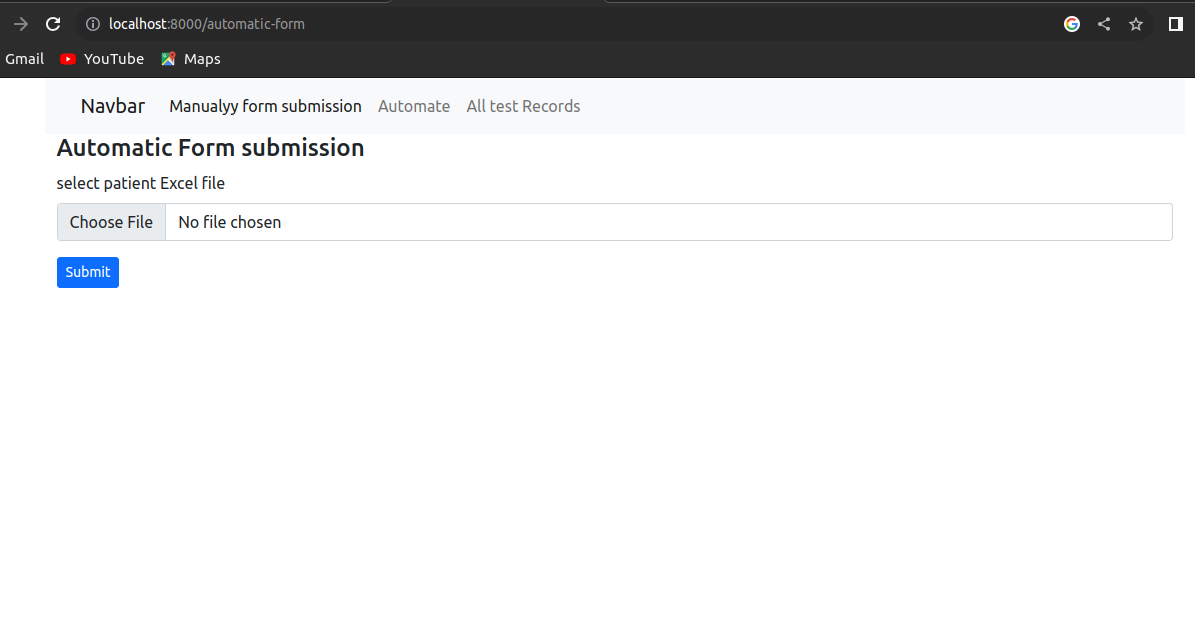 localhost:8000/automatic-form
Gmail YouTube Maps
Navbar Manualyy form submission Automate All test Records
Automatic Form submission
select patient Excel file
Choose File No file chosen
Submit